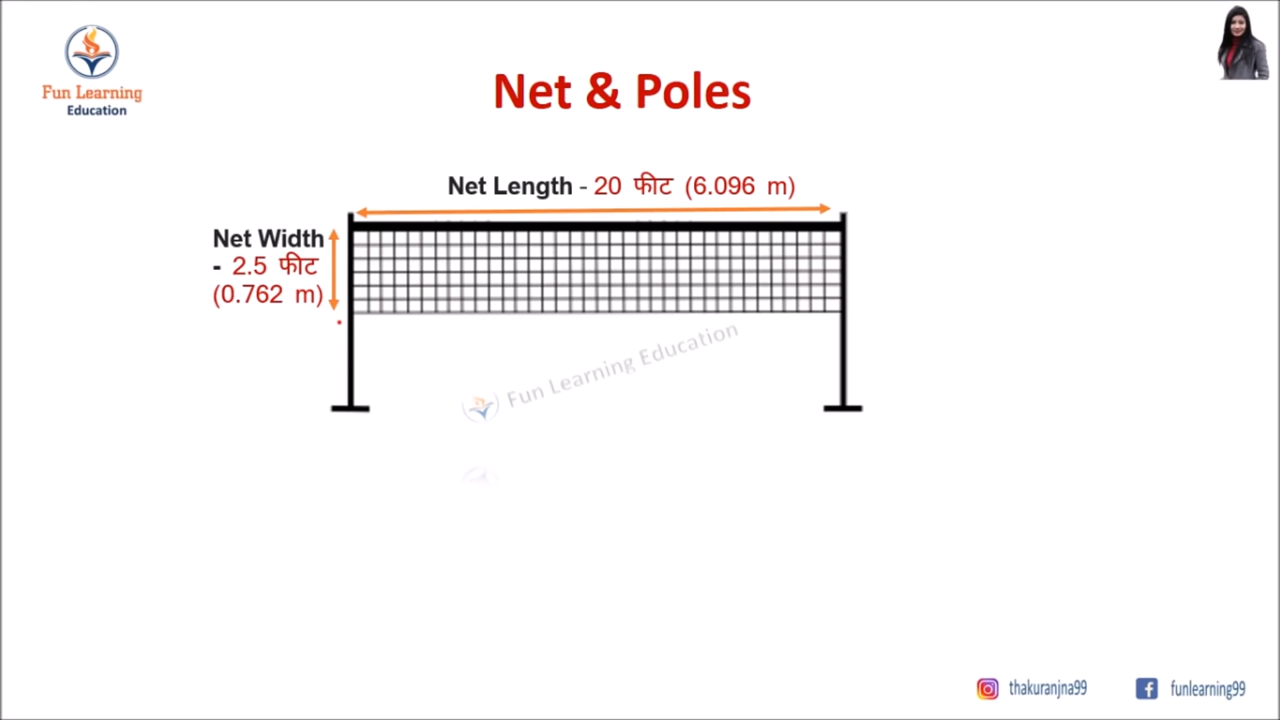 Fun Learning
Education
Net & Poles
Net Length - 20 फीट (6.096 m)
Net Width
- 2.5 फीट
(0.762 m)
Fun Learning Education
thakuranjna99
funlearning99